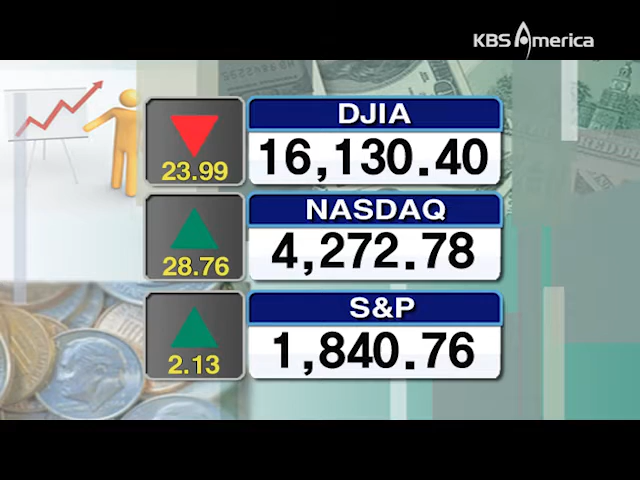 KBS America
DJIA
23.99
16,130.40
NASDAQ
28.76
4,272.78
S&P
2.13
1,840.76